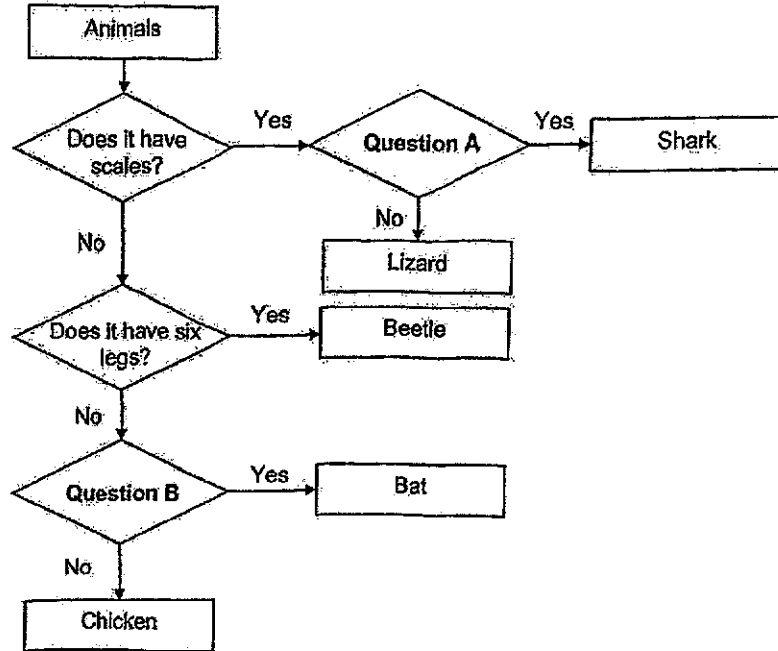 Animals
Does it have
scales?
Yes
Question A
Yes
Shark
No
Lizard
No
Does it have six
legs?
Yes
Beetle
No
Question B
Yes
Bat
No
Chicken